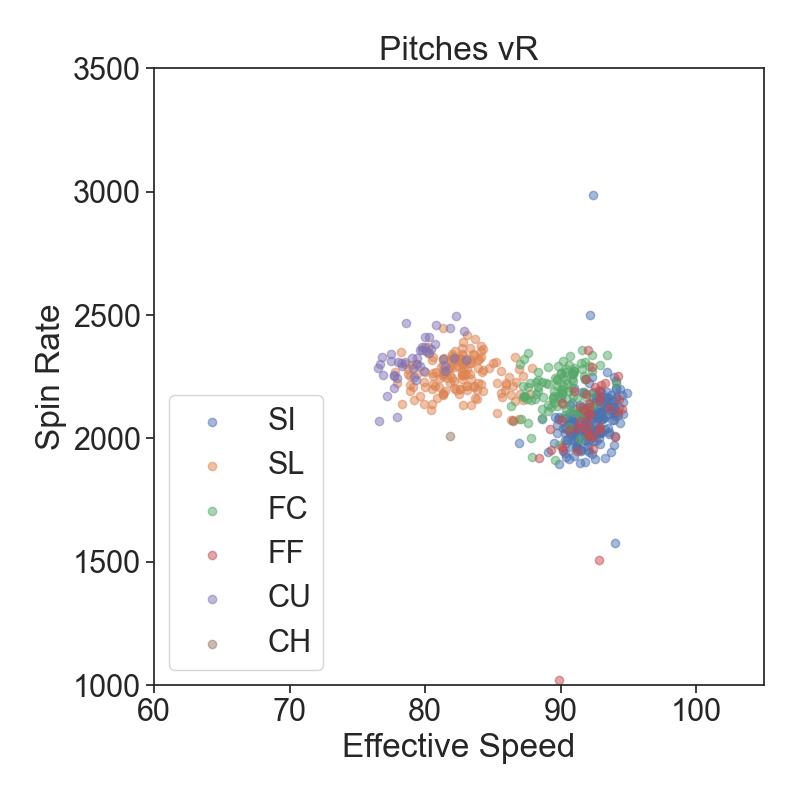 Pitches vR
3500
3000
2500
2000
1500
1000
Spin Rate
SI
SL
FC
FF
CU
CH
60 70 80 90 100
Effective Speed